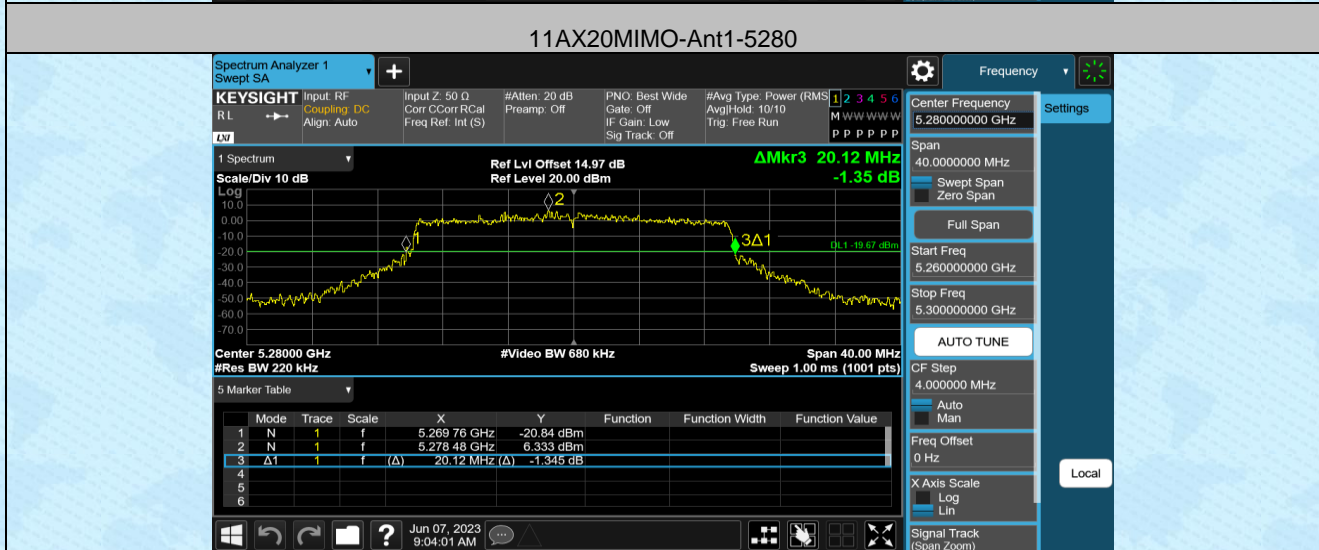 11AX20MIMO-Ant1-5280
Spectrum Analyzer 1
Swept SA
Frequency
KEYSIGHT
RL
LXI
Input: RF
Coupling: DC
Align: Auto
Input Z: 50 Ω
Corr CCorr RCal
Freq Ref: Int (S)
#Atten: 20 dB
Preamp: Off
PNO: Best Wide
Gate: Off
IF Gain: Low
Sig Track: Off
#Avg Type: Power (RMS
Avg|Hold: 10/10
Trig: Free Run
1 2 3 4 5 6
M W W W W W
P P P P P P
1 Spectrum
Scale/Div 10 dB
Ref Lvl Offset 14.97 dB
Ref Level 20.00 dBm
ΔMkr3 20.12 MHz
-1.35 dB
Log
10.0
0.00
-10.0
-20.0
-30.0
-40.0
-50.0
-60.0
-70.0
1
2
3Δ1
DL1 -19.67 dBm
Center 5.28000 GHz
#Video BW 680 kHz
Span 40.00 MHz
#Res BW 220 kHz
Sweep 1.00 ms (1001 pts)
5 Marker Table
Mode Trace Scale X Y Function Function Width Function Value
1 N 1 f 5.269 76 GHz -20.84 dBm
2 N 1 f 5.278 48 GHz 6.333 dBm
3 Δ1 1 f (Δ) 20.12 MHz (Δ) -1.345 dB
4
5
6
Jun 07, 2023
9:04:01 AM
Center Frequency
5.280000000 GHz
Settings
Span
40.0000000 MHz
Swept Span
Zero Span
Full Span
Start Freq
5.260000000 GHz
Stop Freq
5.300000000 GHz
AUTO TUNE
CF Step
4.000000 MHz
Auto
Man
Freq Offset
0 Hz
X Axis Scale
Log
Lin
Local
Signal Track
(Span Zoom)